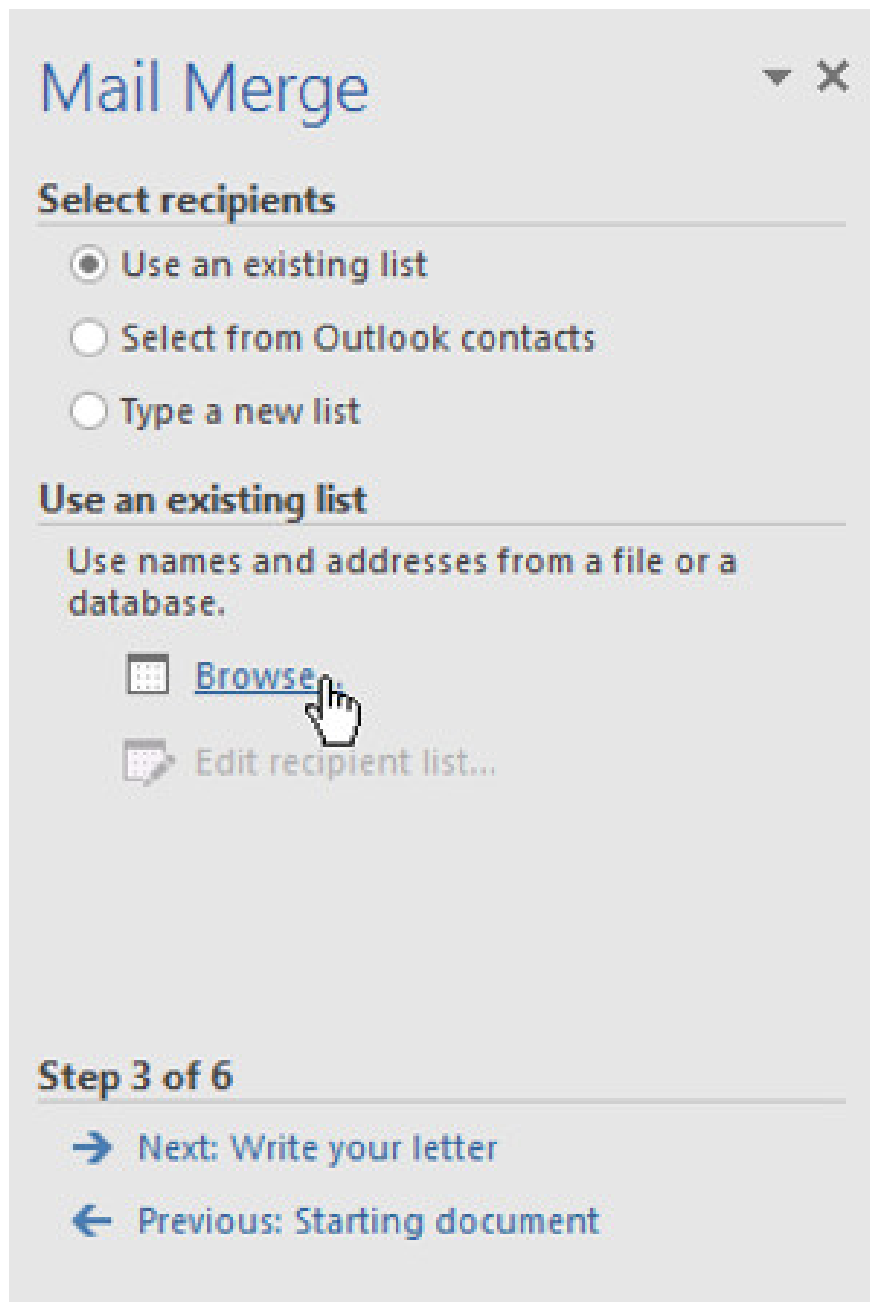 Mail Merge
Select recipients
Use an existing list
Select from Outlook contacts
Type a new list
Use an existing list
Use names and addresses from a file or a
database.
Browse...
Edit recipient list...
Step 3 of 6
Next: Write your letter
Previous: Starting document